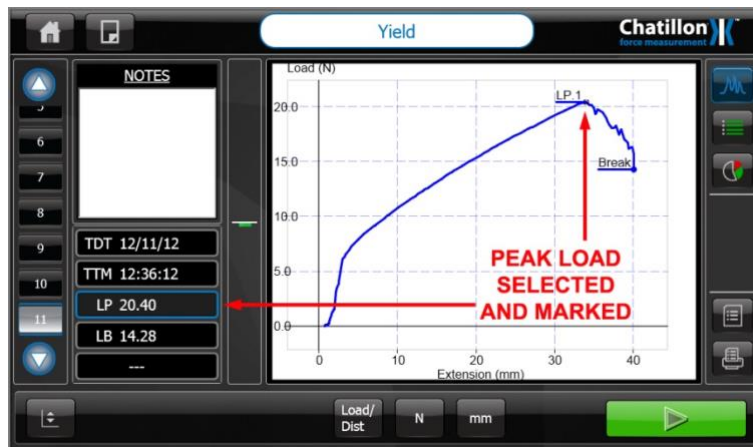 Yield
Chatillon
force measurement
NOTES
6
7
8
9
10
11
TDT 12/11/12
TTM 12:36:12
LP 20.40
LB 14.28
---
Load (N)
20.0
15.0
10.0
5.0
0.0
0 10 20 30 40
Extension (mm)
LP.1
Break
PEAK LOAD
SELECTED
AND MARKED
Load/
Dist
N
mm